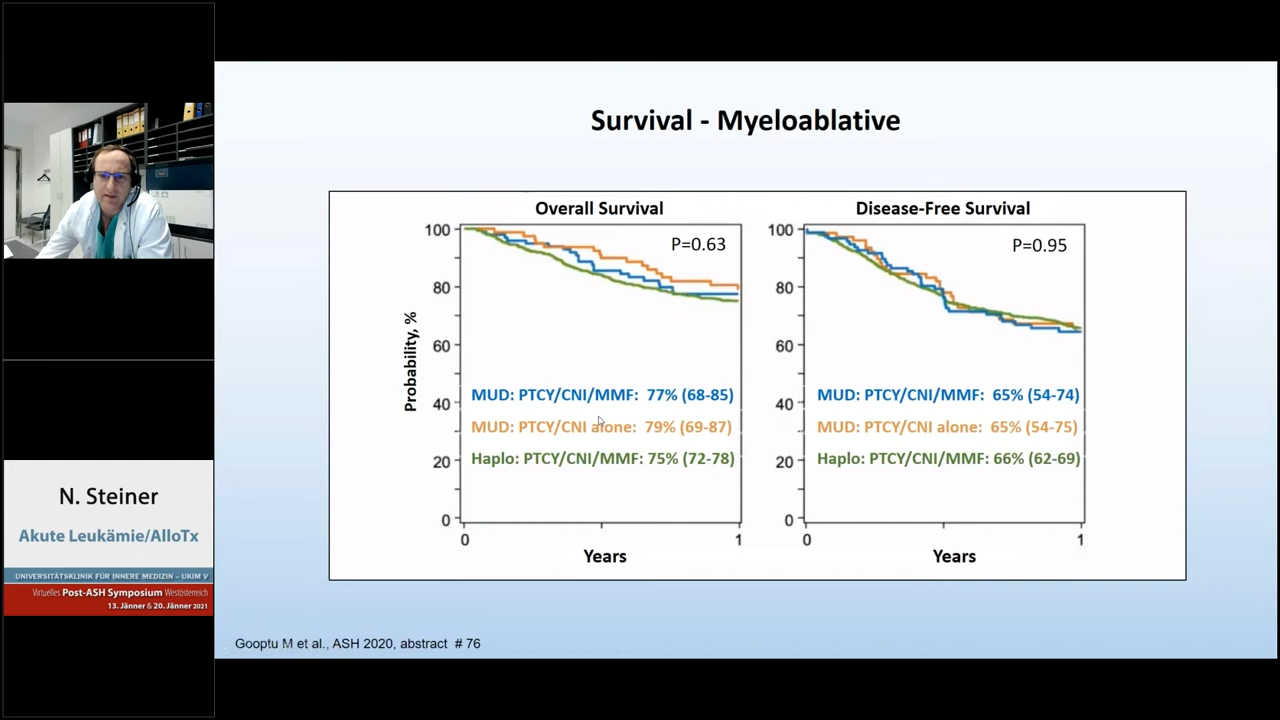 Survival - Myeloablative
Overall Survival
P=0.63
100
80
60
40
20
0
Probability, %
MUD: PTCY/CNI/MMF: 77% (68-85)
MUD: PTCY/CNI alone: 79% (69-87)
Haplo: PTCY/CNI/MMF: 75% (72-78)
0
1
Years
Disease-Free Survival
P=0.95
100
80
60
40
20
0
MUD: PTCY/CNI/MMF: 65% (54-74)
MUD: PTCY/CNI alone: 65% (54-75)
Haplo: PTCY/CNI/MMF: 66% (62-69)
0
1
Years
Gooptu M et al., ASH 2020, abstract # 76
N. Steiner
Akute Leukämie/AlloTx
UNIVERSITÄTSKLINIK FÜR INNERE MEDIZIN – UKIM V
Virtuelles Post-ASH Symposium Westösterreich
13. Jänner & 20. Jänner 2021